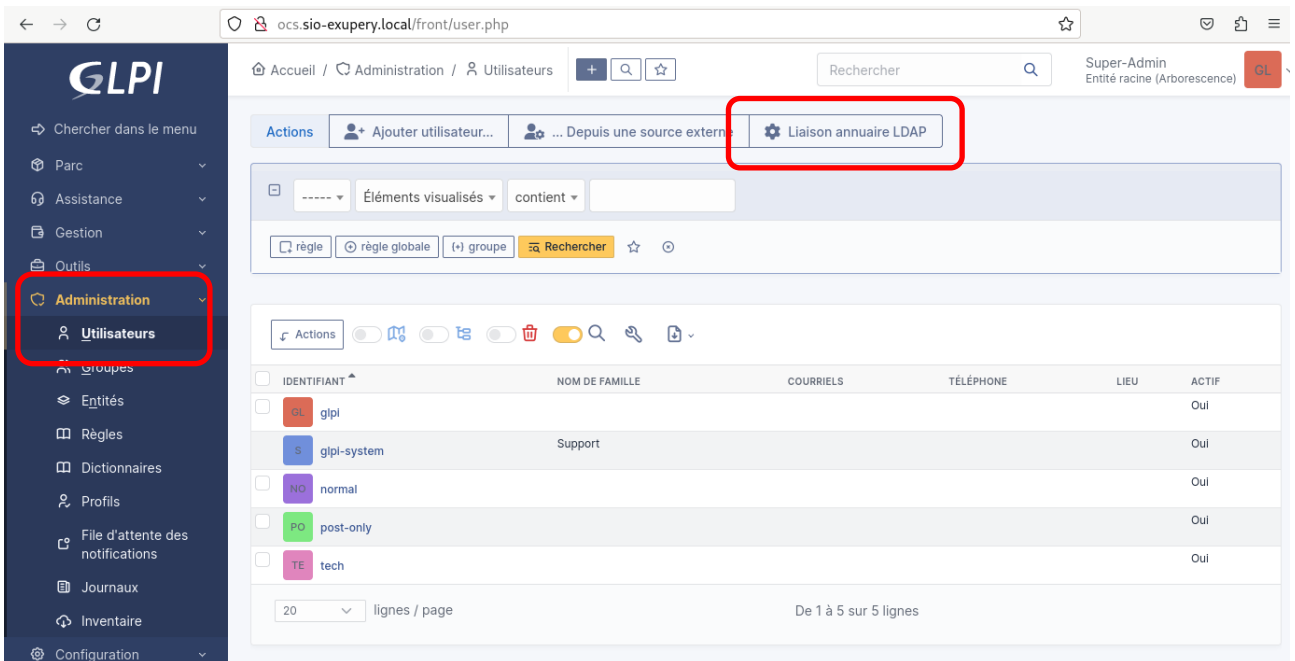 ocs.sio-exupery.local/front/user.php
GLPI
Chercher dans le menu
Parc
Assistance
Gestion
Outils
Administration
Utilisateurs
Groupes
Entités
Règles
Dictionnaires
Profils
File d'attente des
notifications
Journaux
Inventaire
Configuration
Accueil / Administration / Utilisateurs
Rechercher
Super-Admin
Entité racine (Arborescence)
GL
Actions Ajouter utilisateur... ... Depuis une source externe Liaison annuaire LDAP
----- Éléments visualisés contient
règle règle globale (+) groupe Rechercher
Actions
IDENTIFIANT NOM DE FAMILLE COURRIELS TÉLÉPHONE LIEU ACTIF
GL glpi Oui
S glpi-system Support Oui
NO normal Oui
PO post-only Oui
TE tech Oui
20 lignes / page De 1 à 5 sur 5 lignes